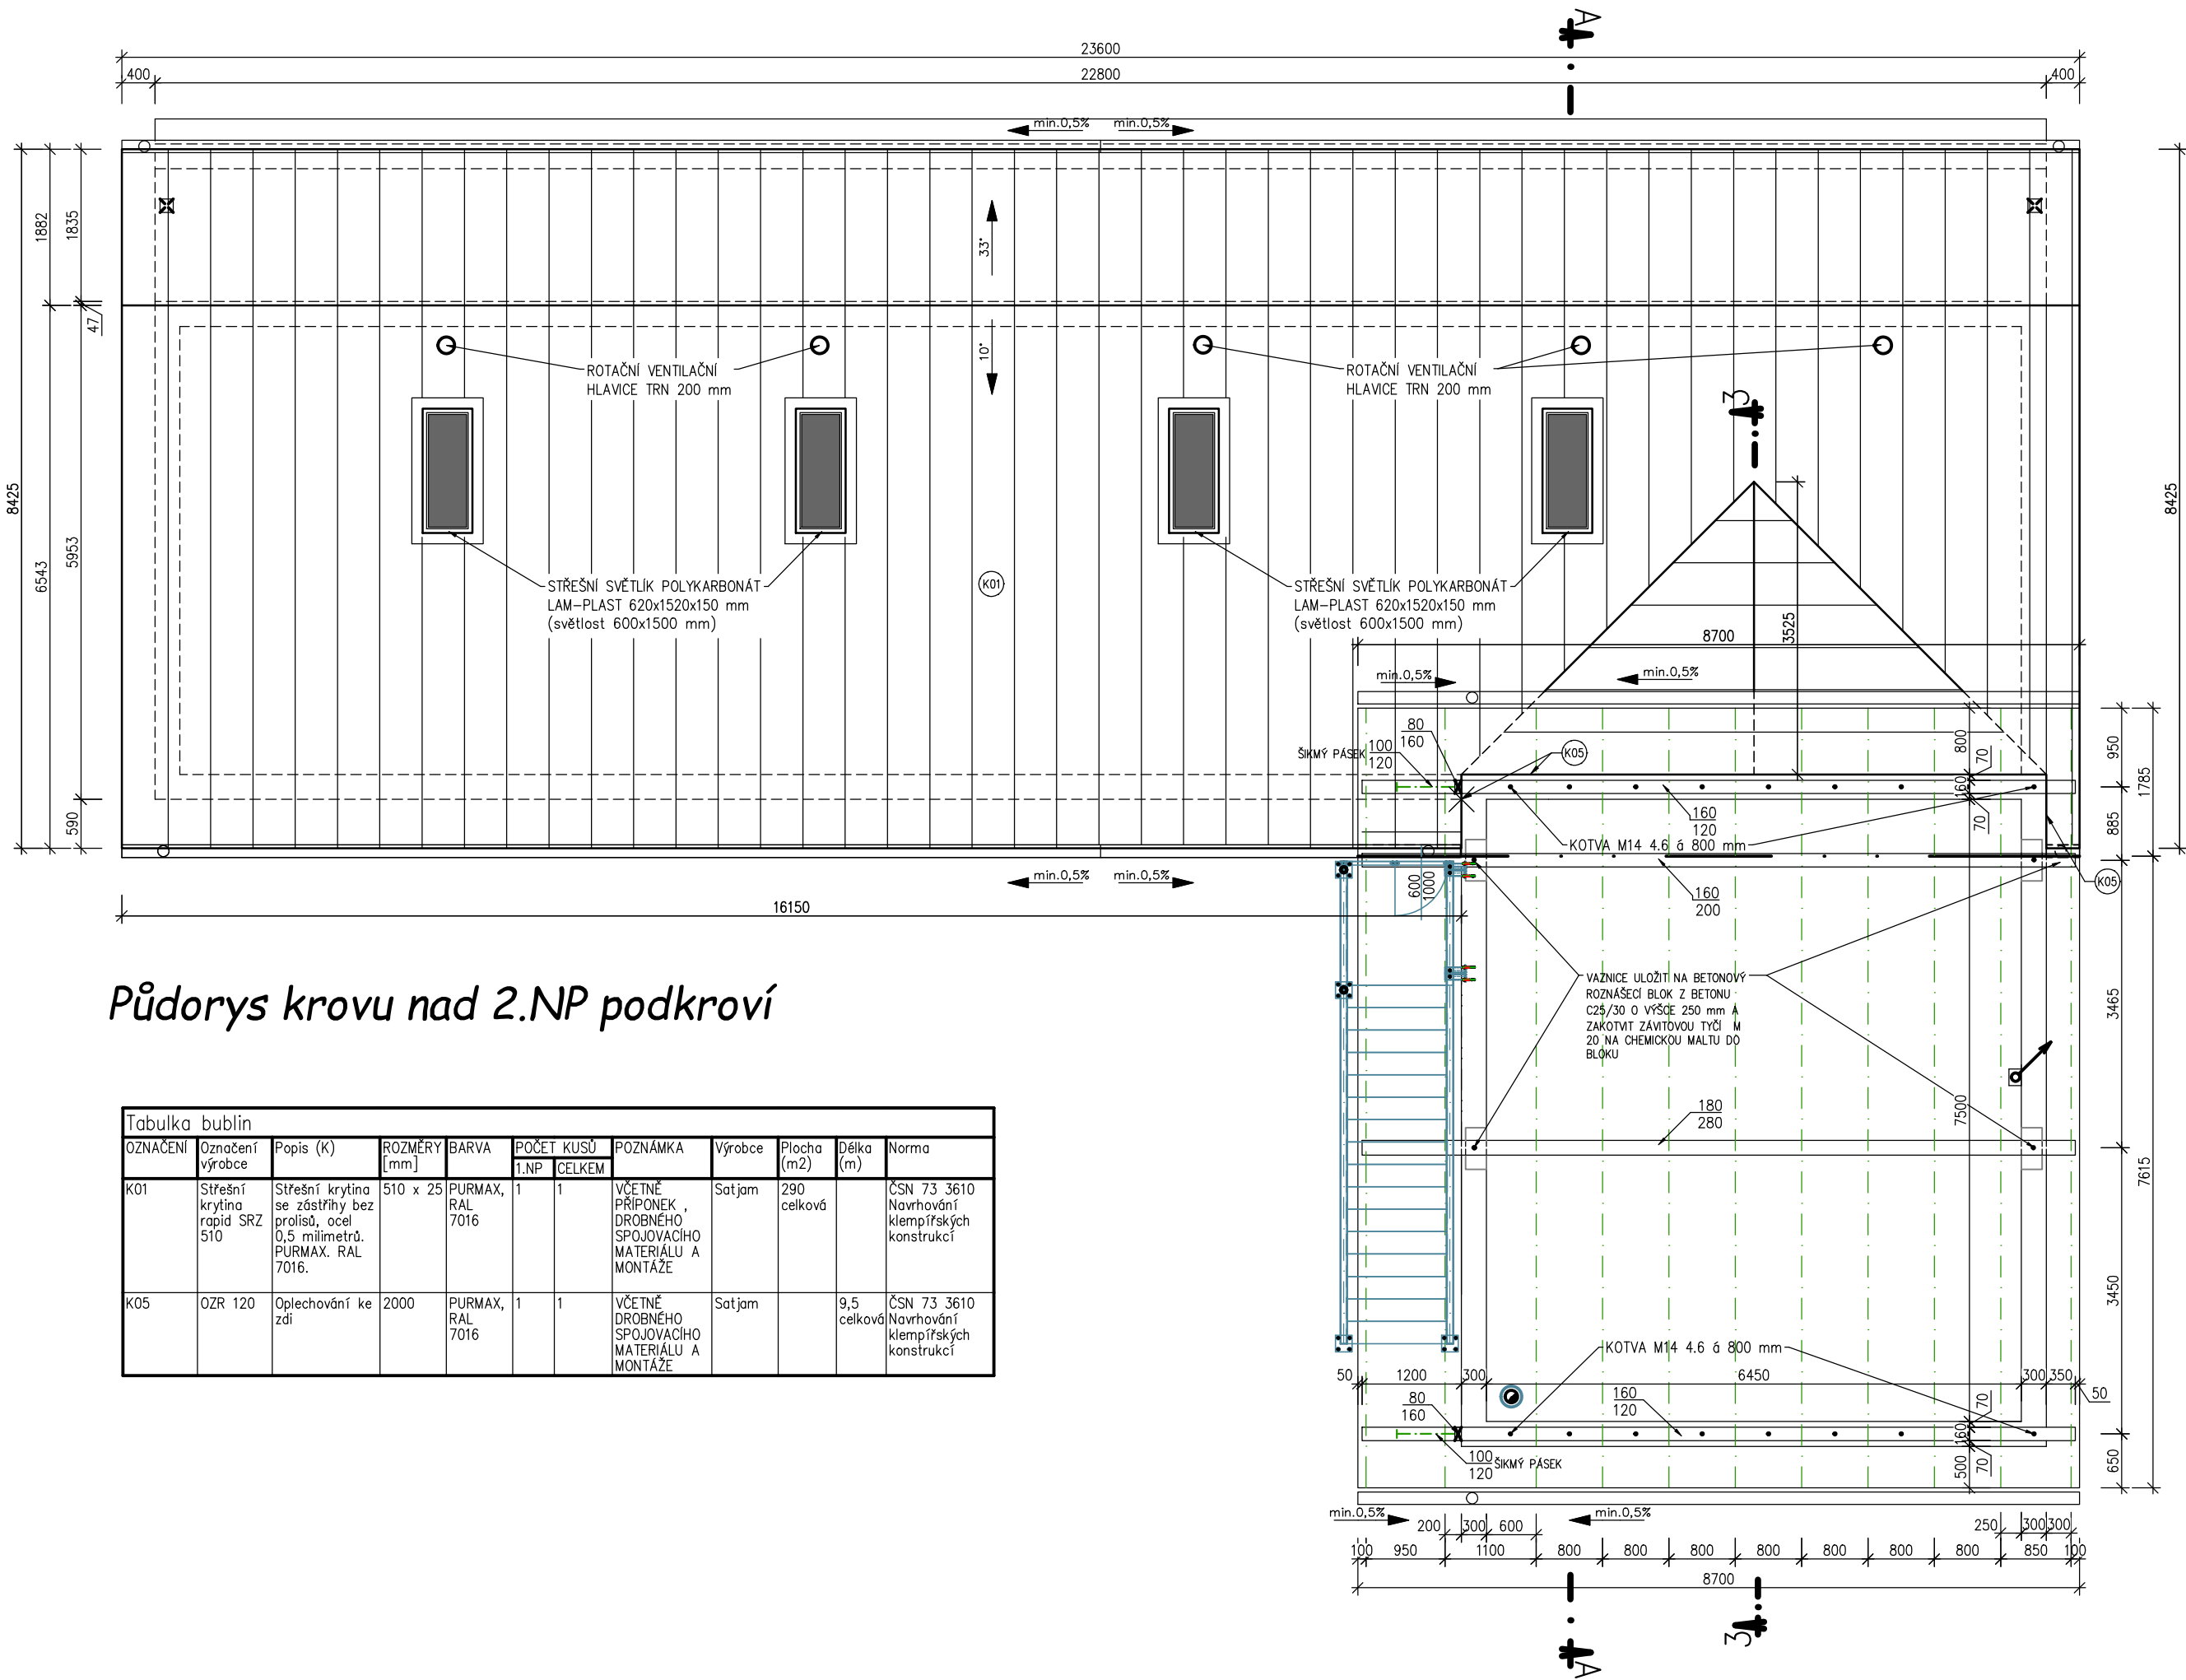 A
23600
400
22800
400
min.0,5%
min.0,5%
8425
1882
1835
33°
47
10°
ROTAČNÍ VENTILAČNÍ
HLAVICE TRN 200 mm
ROTAČNÍ VENTILAČNÍ
HLAVICE TRN 200 mm
3
8425
6543
5953
STŘEŠNÍ SVĚTLÍK POLYKARBONÁT
LAM-PLAST 620x1520x150 mm
(světlost 600x1500 mm)
K01
STŘEŠNÍ SVĚTLÍK POLYKARBONÁT
LAM-PLAST 620x1520x150 mm
(světlost 600x1500 mm)
8700
3525
min.0,5%
min.0,5%
80
160
ŠIKMÝ PÁSEK
100
120
K05
800
70
160
70
950
1785
885
590
160
120
KOTVA M14 4.6 á 800 mm
min.0,5%
min.0,5%
600
1000
160
200
K05
16150
Půdorys krovu nad 2.NP podkroví
VAZNICE ULOŽIT NA BETONOVÝ
ROZNÁŠECÍ BLOK Z BETONU
C25/30 O VÝŠCE 250 mm A
ZAKOTVIT ZÁVITOVOU TYČÍ M
20 NA CHEMICKOU MALTU DO
BLOKU
3465
180
280
7500
7615
3450
Tabulka bublin
OZNAČENÍ
Označení
výrobce
Popis (K)
ROZMĚRY
[mm]
BARVA
POČET KUSŮ
1.NP
CELKEM
POZNÁMKA
Výrobce
Plocha
(m2)
Délka
(m)
Norma
K01
Střešní
krytina
rapid SRZ
510
Střešní krytina
se zástřihy bez
prolisů, ocel
0,5 milimetrů.
PURMAX. RAL
7016.
510 x 25
PURMAX,
RAL
7016
1
1
VČETNĚ
PŘÍPONEK ,
DROBNÉHO
SPOJOVACÍHO
MATERIÁLU A
MONTÁŽE
Satjam
290
celková
ČSN 73 3610
Navrhování
klempířských
konstrukcí
K05
OZR 120
Oplechování ke
zdi
2000
PURMAX,
RAL
7016
1
1
VČETNĚ
DROBNÉHO
SPOJOVACÍHO
MATERIÁLU A
MONTÁŽE
Satjam
9,5
celková
ČSN 73 3610
Navrhování
klempířských
konstrukcí
KOTVA M14 4.6 á 800 mm
50
1200
300
6450
300
350
50
80
160
160
120
70
160
70
500
650
100
120
ŠIKMÝ PÁSEK
min.0,5%
min.0,5%
200
300
600
250
300
300
100
950
1100
800
800
800
800
800
800
800
850
100
8700
3
A